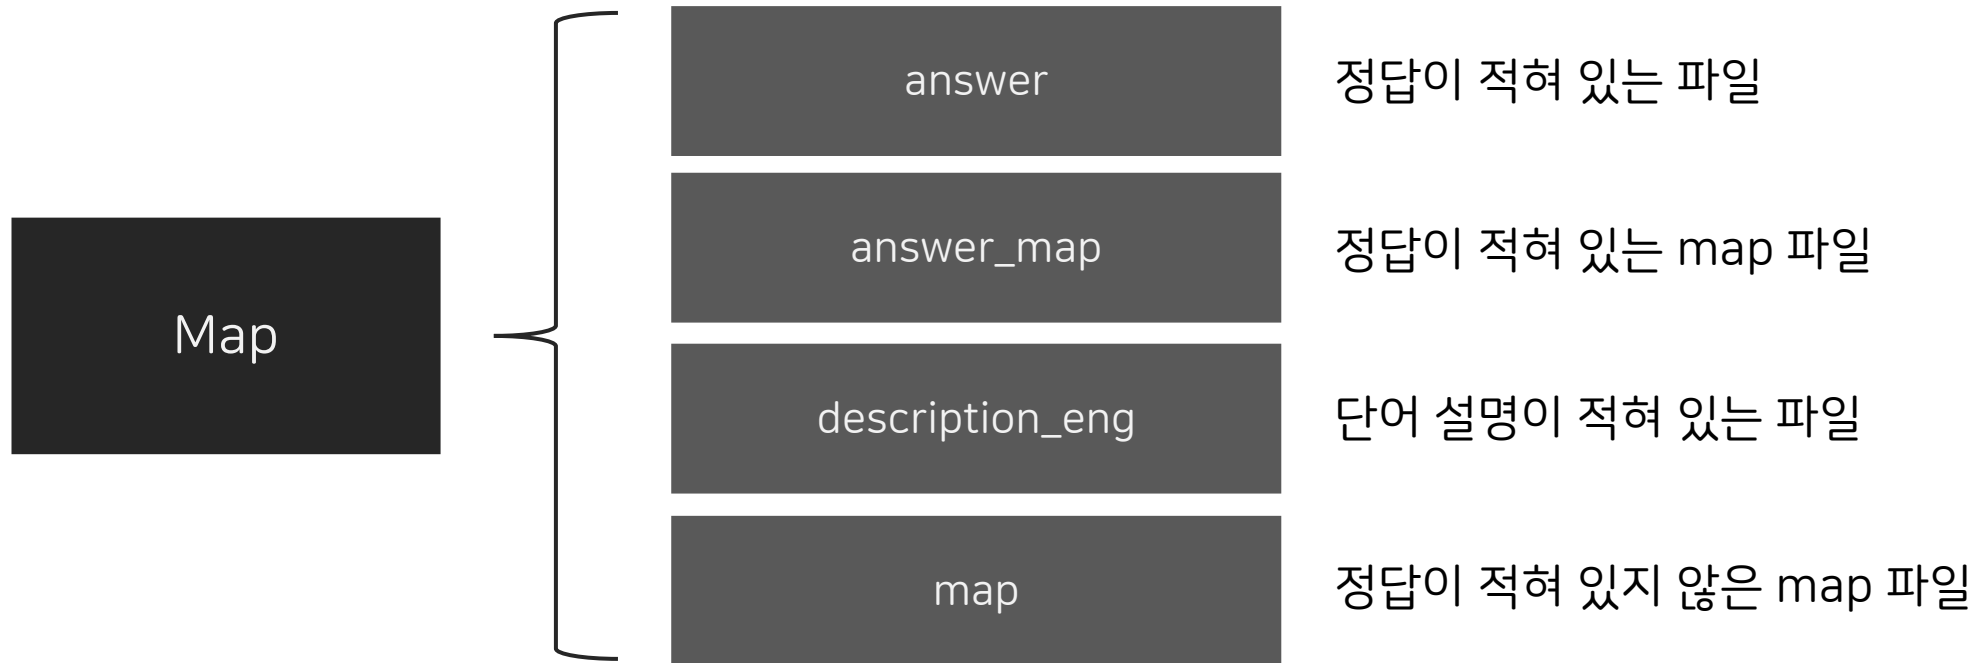 Map
answer
정답이 적혀 있는 파일
answer_map
정답이 적혀 있는 map 파일
description_eng
단어 설명이 적혀 있는 파일
map
정답이 적혀 있지 않은 map 파일